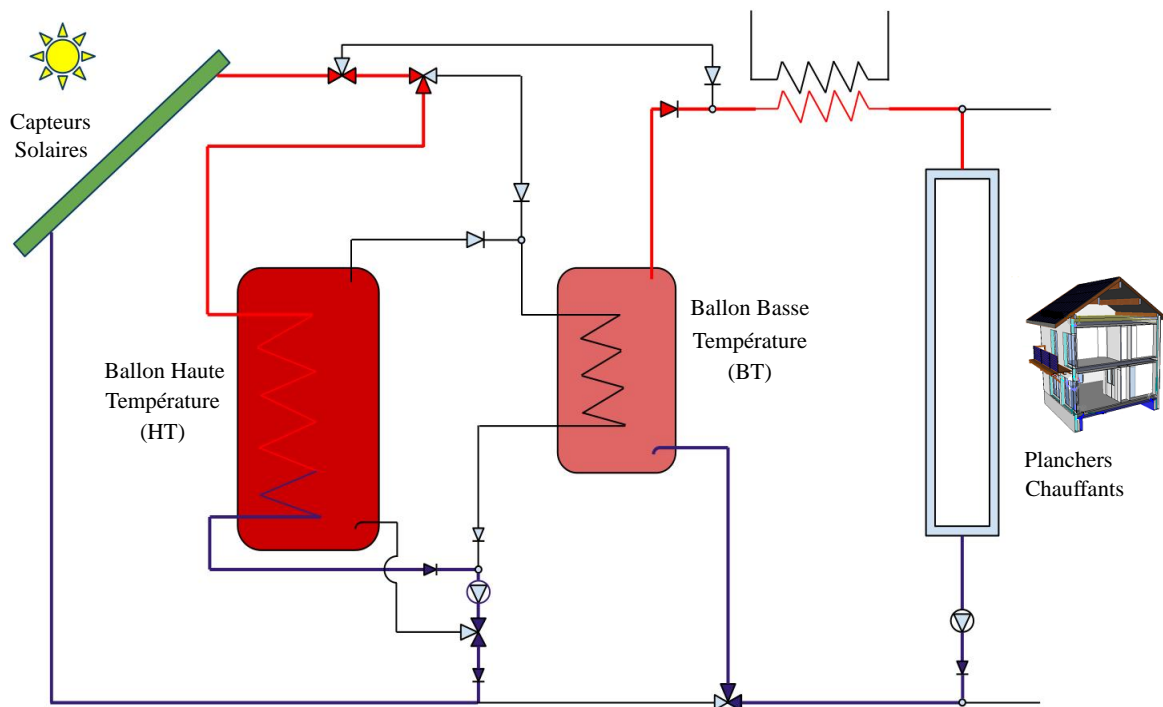 Capteurs
Solaires
Ballon Haute
Température
(HT)
Ballon Basse
Température
(BT)
Planchers
Chauffants